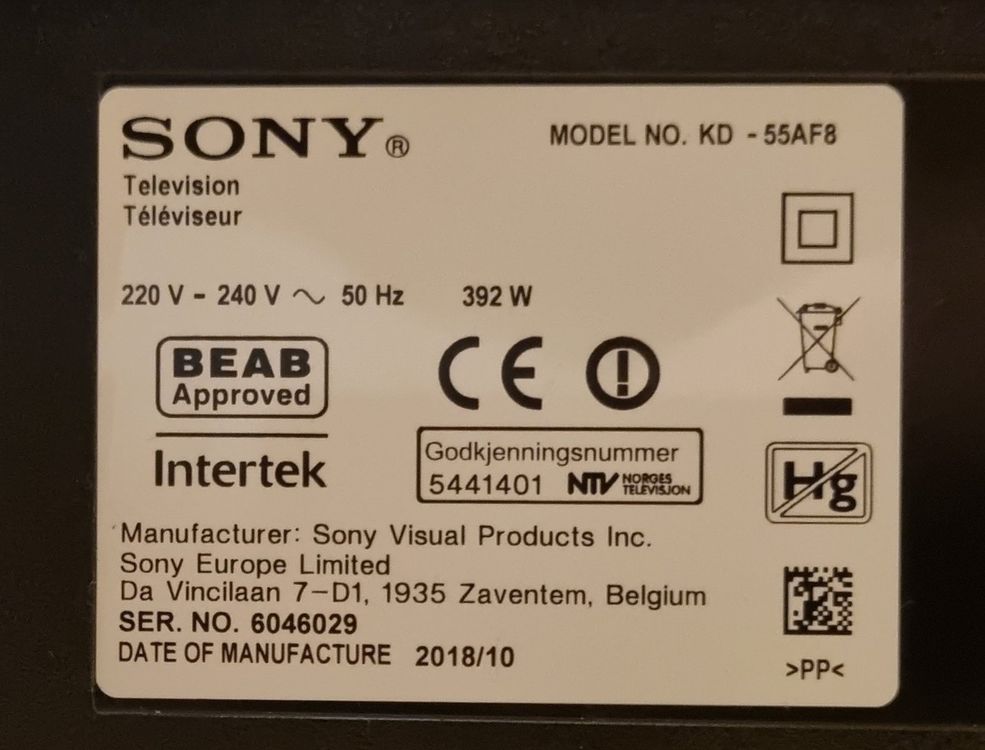 SONY®
MODEL NO. KD - 55AF8
Television
Téléviseur
220 V - 240 V ~ 50 Hz 392 W
BEAB
Approved
Intertek
CE
Godkjenningsnummer
5441401 NTV NORGES
TELEVISJON
Hg
Manufacturer: Sony Visual Products Inc.
Sony Europe Limited
Da Vincilaan 7-D1, 1935 Zaventem, Belgium
SER. NO. 6046029
DATE OF MANUFACTURE 2018/10
>PP<